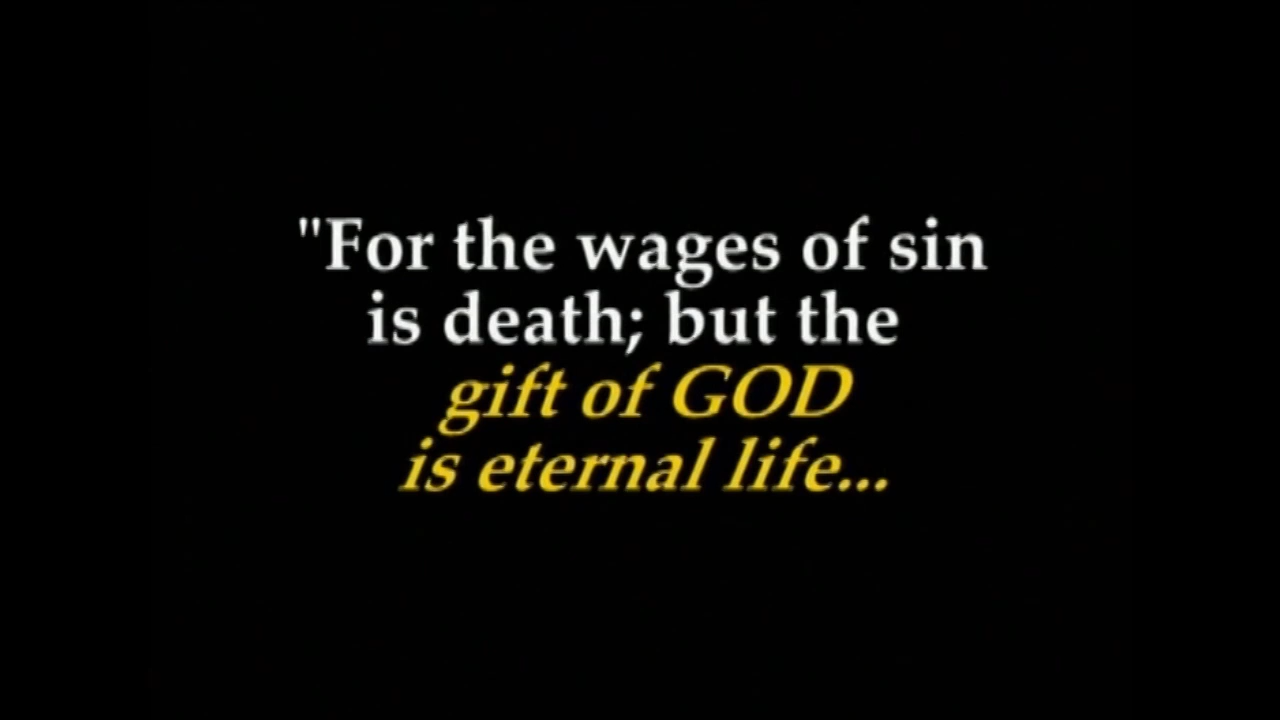 "For the wages of sin
is death; but the
gift of GOD
is eternal life...